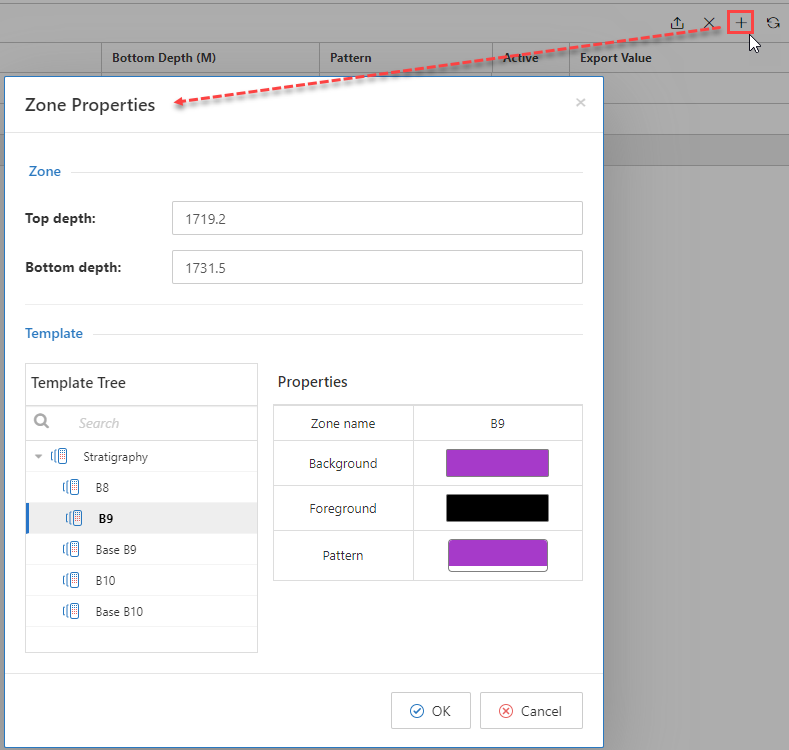 Bottom Depth (M) Pattern Active Export Value
Zone Properties
Zone
Top depth: 1719.2
Bottom depth: 1731.5
Template
Template Tree
Search
Stratigraphy
B8
B9
Base B9
B10
Base B10
Properties
Zone name B9
Background
Foreground
Pattern
OK Cancel